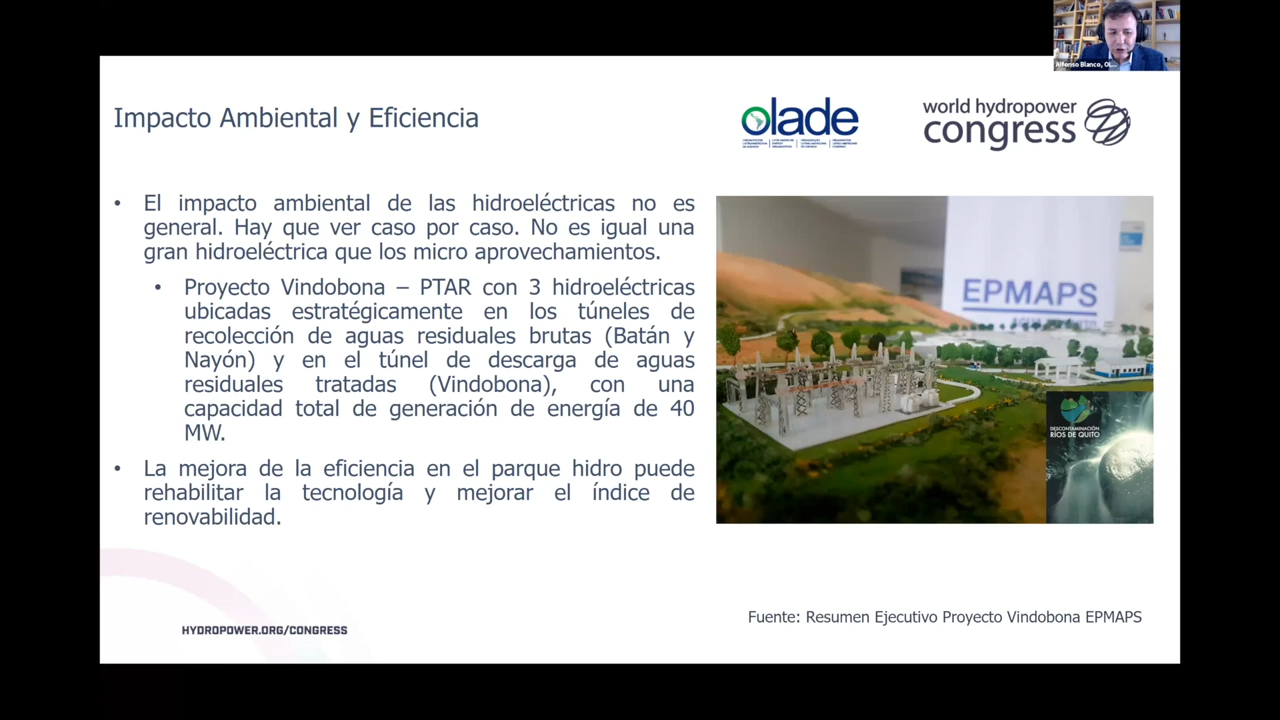 Alfonso Blanco, OL...
Impacto Ambiental y Eficiencia
olade
world hydropower
congress
• El impacto ambiental de las hidroeléctricas no es
general. Hay que ver caso por caso. No es igual una
gran hidroeléctrica que los micro aprovechamientos.
• Proyecto Vindobona – PTAR con 3 hidroeléctricas
ubicadas estratégicamente en los túneles de
recolección de aguas residuales brutas (Batán y
Nayón) y en el túnel de descarga de aguas
residuales tratadas (Vindobona), con una
capacidad total de generación de energía de 40
MW.
• La mejora de la eficiencia en el parque hidro puede
rehabilitar la tecnología y mejorar el índice de
renovabilidad.
EPMAPS
DESCONTAMINACIÓN
RÍOS DE QUITO
Fuente: Resumen Ejecutivo Proyecto Vindobona EPMAPS
HYDROPOWER.ORG/CONGRESS